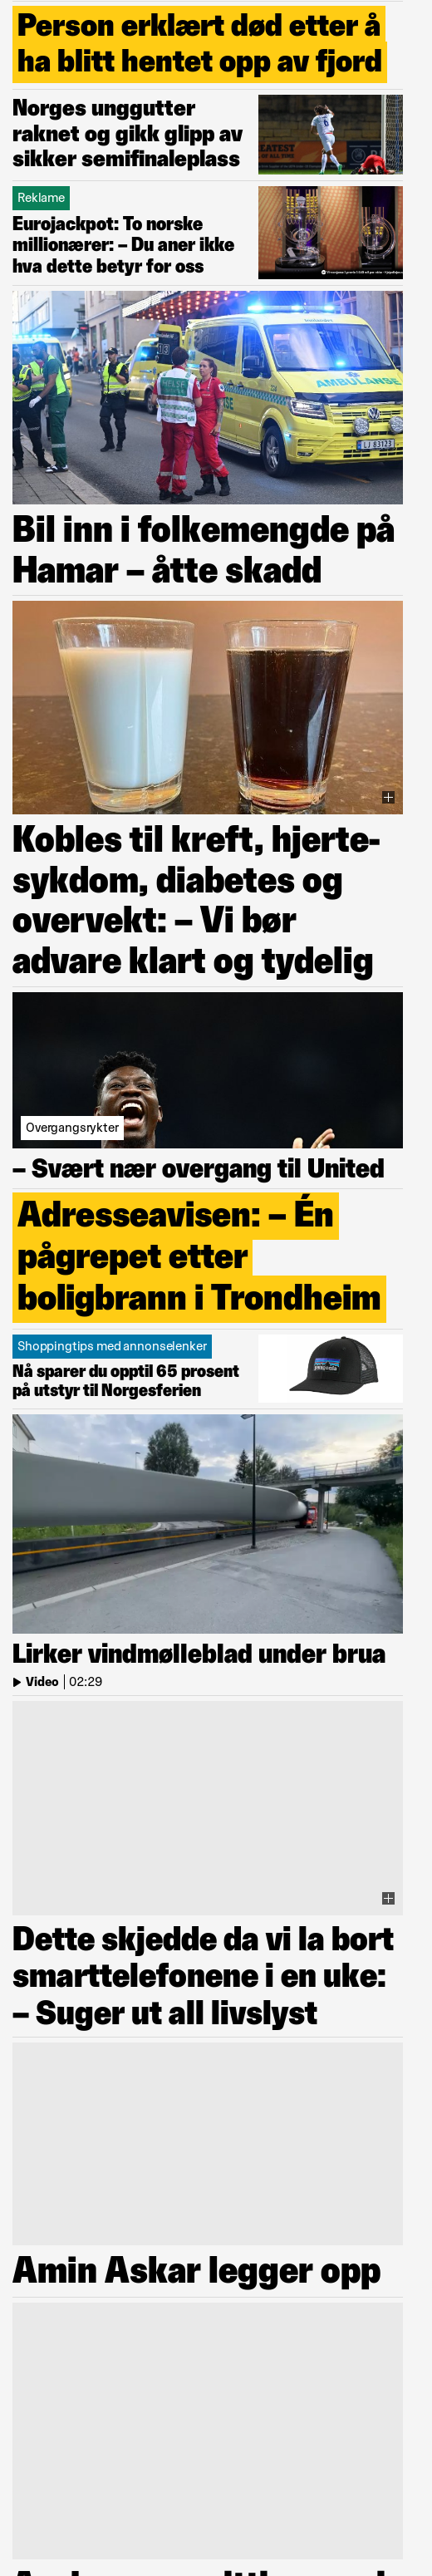 Person erklært død etter å
ha blitt hentet opp av fjord
Norges unggutter
raknet og gikk glipp av
sikker semifinaleplass
Reklame
Eurojackpot: To norske
millionærer: – Du aner ikke
hva dette betyr for oss
HELSE
AMBULANSE
Bil inn i folkemengde på
Hamar – åtte skadd
Kobles til kreft, hjerte-
sykdom, diabetes og
overvekt: – Vi bør
advare klart og tydelig
Overgangsrykter
– Svært nær overgang til United
Adresseavisen: – Én
pågrepet etter
boligbrann i Trondheim
Shoppingtips med annonselenker
Nå sparer du opptil 65 prosent
på utstyr til Norgesferien
patagonia
Lirker vindmølleblad under brua
Video | 02:29
Dette skjedde da vi la bort
smarttelefonene i en uke:
– Suger ut all livslyst
Amin Askar legger opp